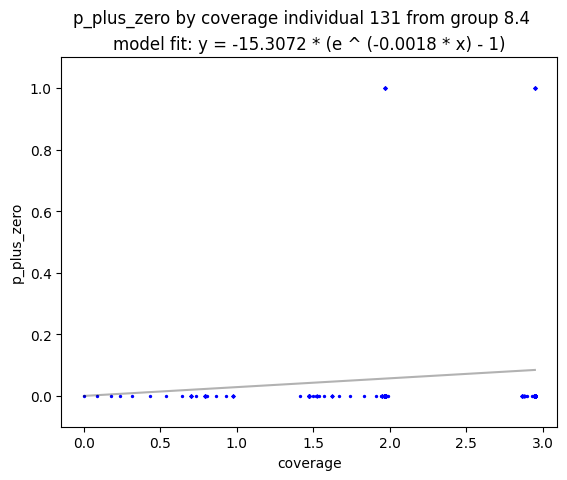 p_plus_zero by coverage individual 131 from group 8.4
model fit: y = -15.3072 * (e ^ (-0.0018 * x) - 1)
1.0
0.8
0.6
0.4
0.2
0.0
p_plus_zero
0.0 0.5 1.0 1.5 2.0 2.5 3.0
coverage